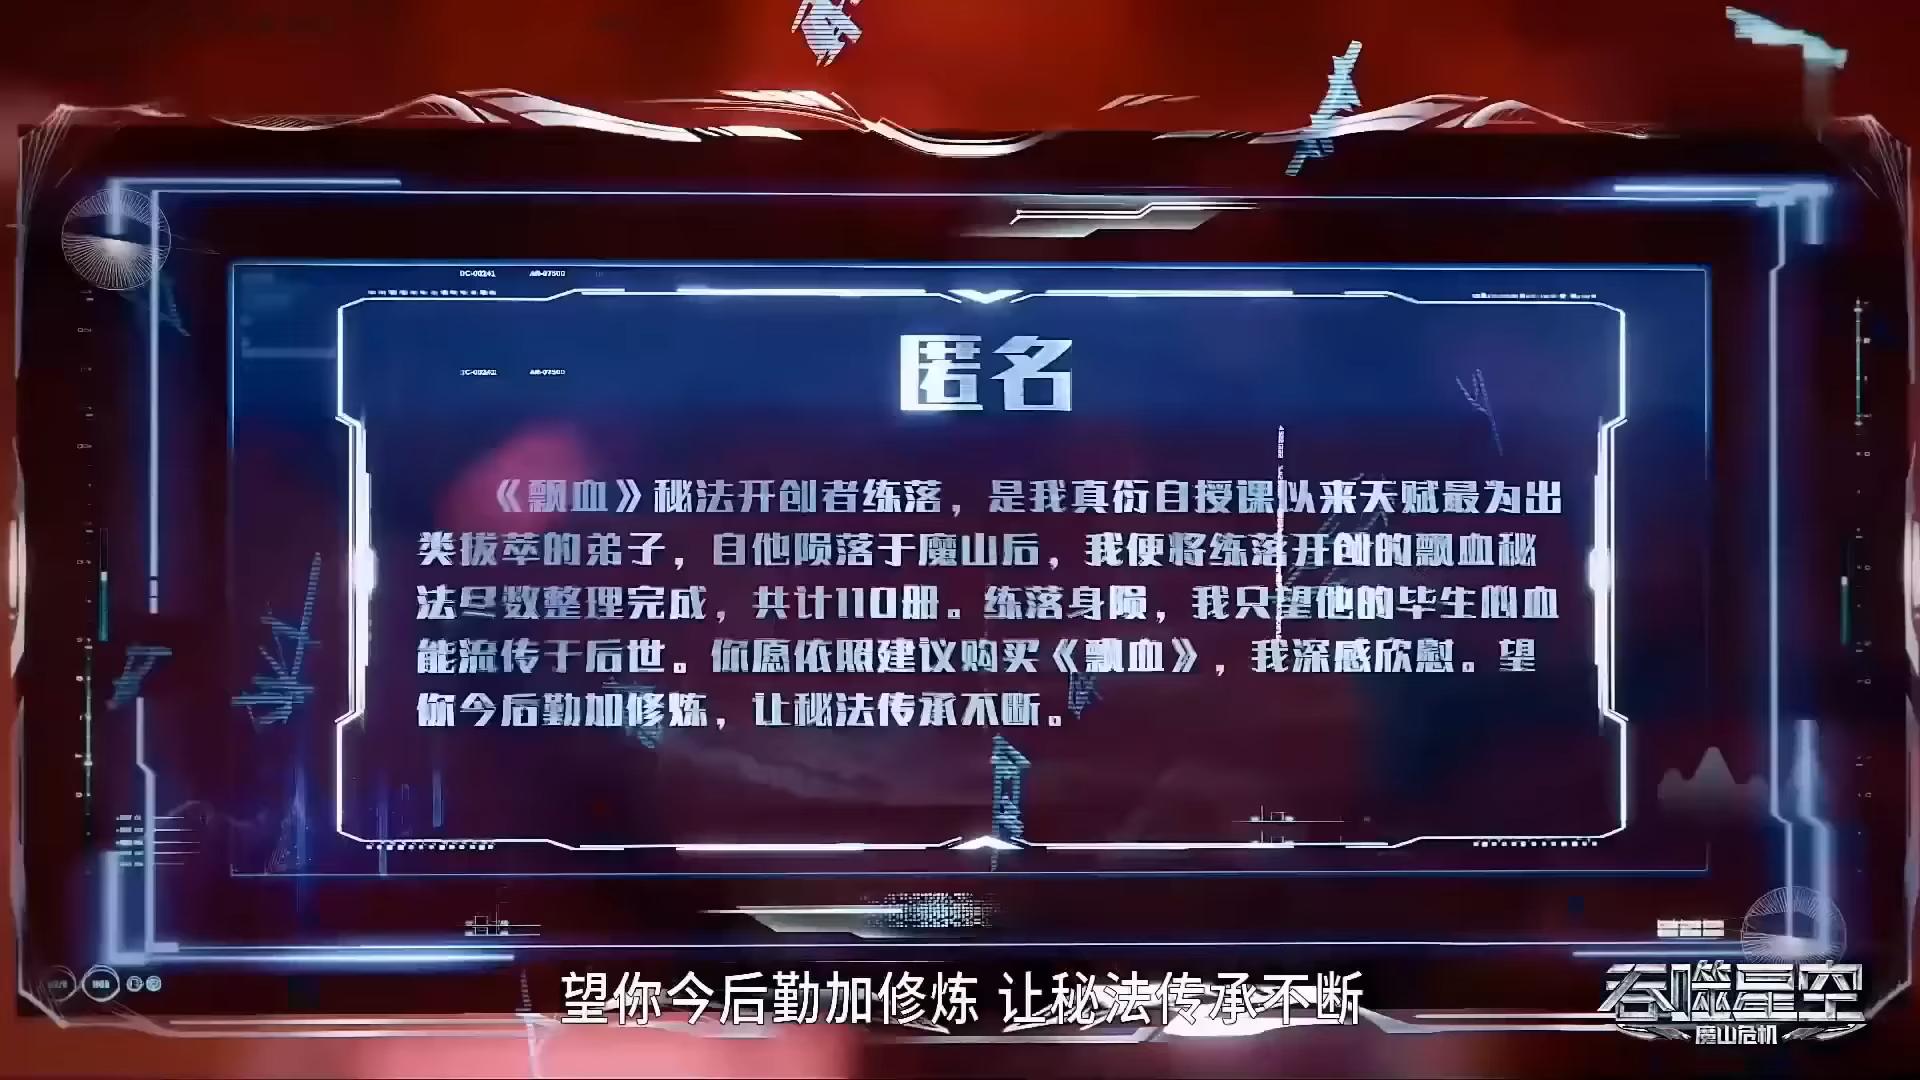 DC-00241 AR-07500
匿名
AR-07500
《飘血》秘法开创者练落，是我真衍自授课以来天赋最为出
类拔萃的弟子，自他陨落于魔山后，我便将练落开创的飘血秘
法尽数整理完成，共计110册。练落身陨，我只望他的毕生心血
能流传于后世。你愿依照建议购买《飘血》，我深感欣慰。望
你今后勤加修炼，让秘法传承不断。
望你今后勤加修炼 让秘法传承不断
吞噬星空
魔山危机